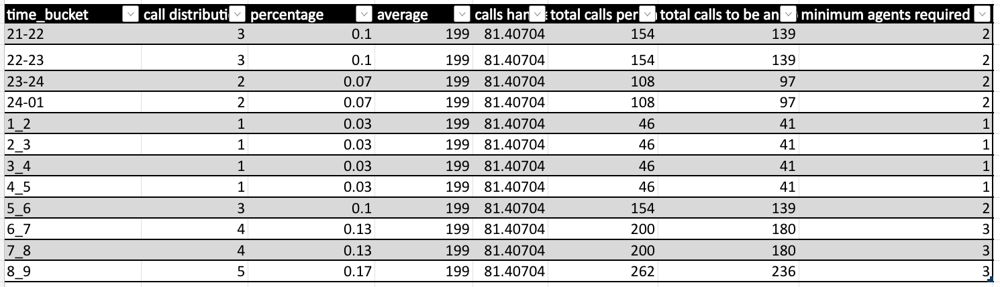 time_bucket call distributi percentage average calls han total calls per total calls to be an minimum agents required
21-22 3 0.1 199 81.40704 154 139 2
22-23 3 0.1 199 81.40704 154 139 2
23-24 2 0.07 199 81.40704 108 97 2
24-01 2 0.07 199 81.40704 108 97 2
1_2 1 0.03 199 81.40704 46 41 1
2_3 1 0.03 199 81.40704 46 41 1
3_4 1 0.03 199 81.40704 46 41 1
4_5 1 0.03 199 81.40704 46 41 1
5_6 3 0.1 199 81.40704 154 139 2
6_7 4 0.13 199 81.40704 200 180 3
7_8 4 0.13 199 81.40704 200 180 3
8_9 5 0.17 199 81.40704 262 236 3